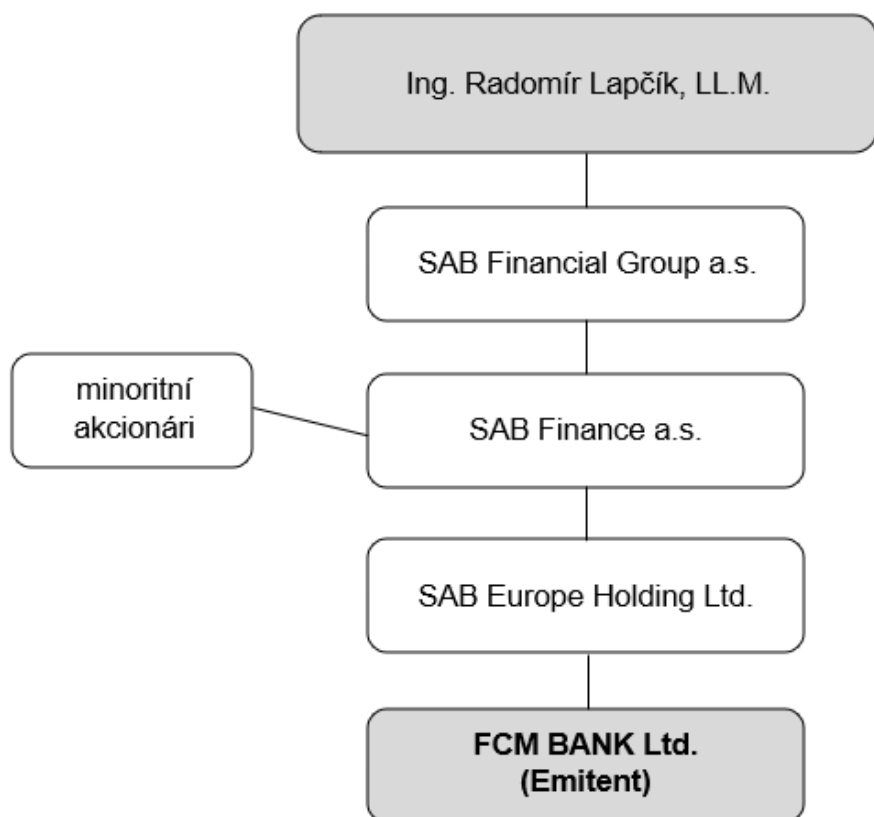 Ing. Radomír Lapčík, LL.M.
SAB Financial Group a.s.
minoritní
akcionári
SAB Finance a.s.
SAB Europe Holding Ltd.
FCM BANK Ltd.
(Emitent)